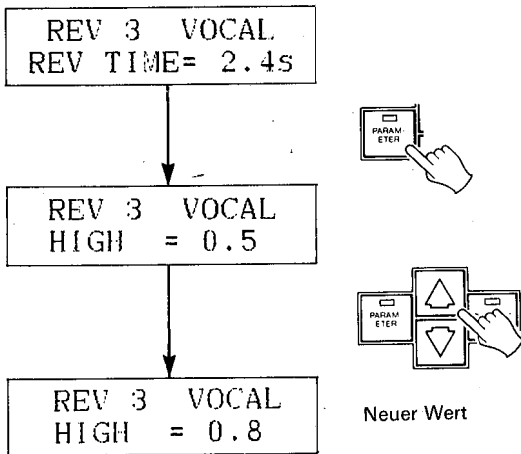 REV 3 VOCAL
REV TIME= 2.4s
PARAM-
ETER
REV 3 VOCAL
HIGH = 0.5
PARAM
ETER
REV 3 VOCAL
HIGH = 0.8
Neuer Wert